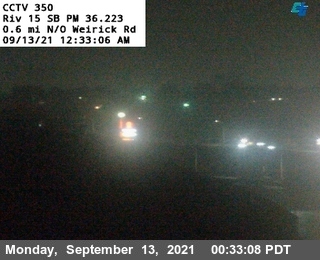 CCTV 350
Riv 15 SB PM 36.223
0.6 mi N/O Weirick Rd
09/13/21 12:33:06 AM
Monday, September 13, 2021 00:33:08 PDT